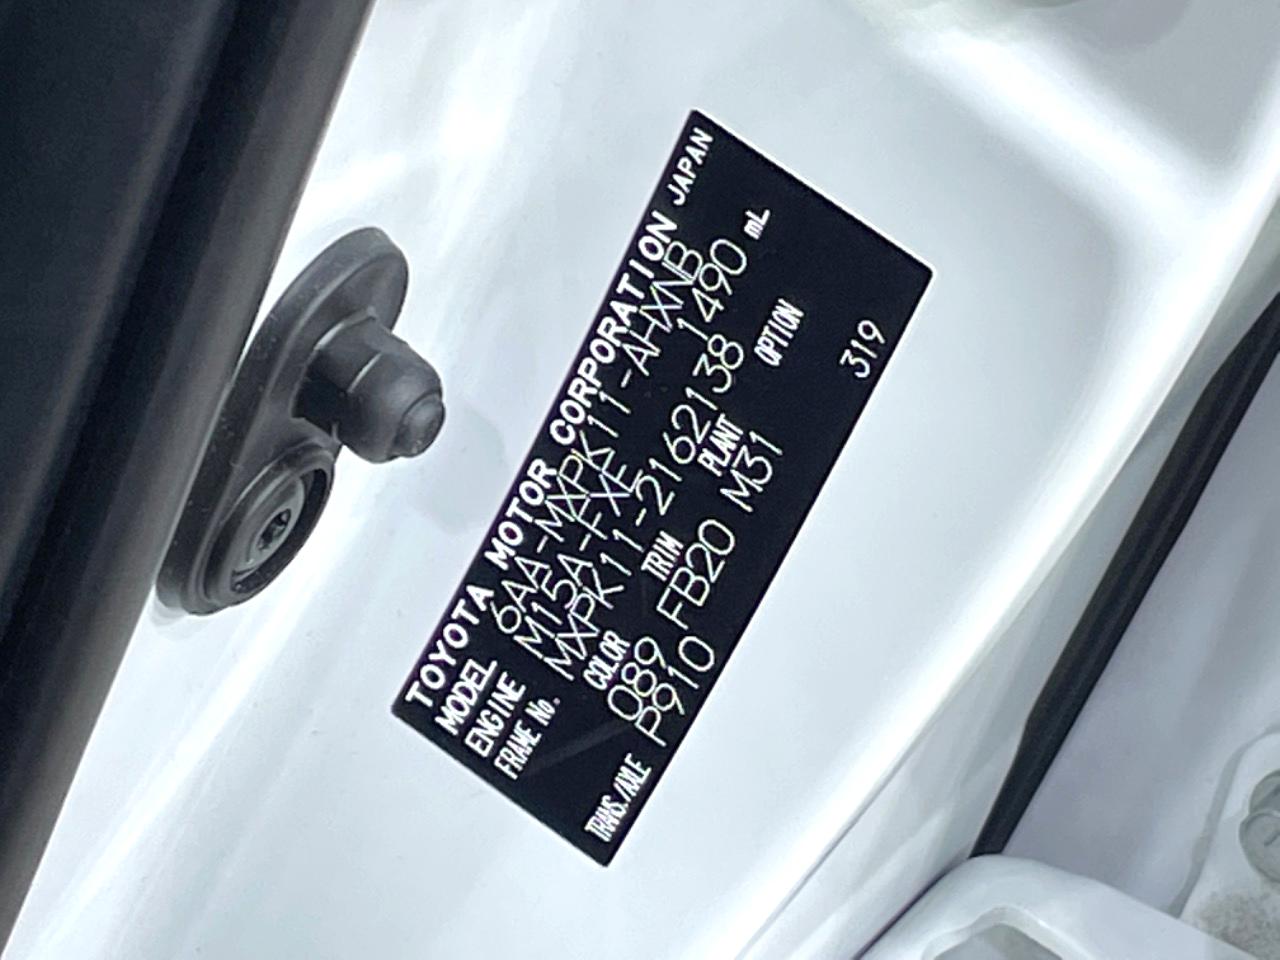 TOYOTA MOTOR CORPORATION JAPAN
MODEL 6AA-MXPK11-AHXNB
ENGINE M15A-FXE 1490 mL
FRAME No. MXPK11-2162138
COLOR TRIM PLANT OPTION
089 FB20 M31
TRANS./AXLE P910 319